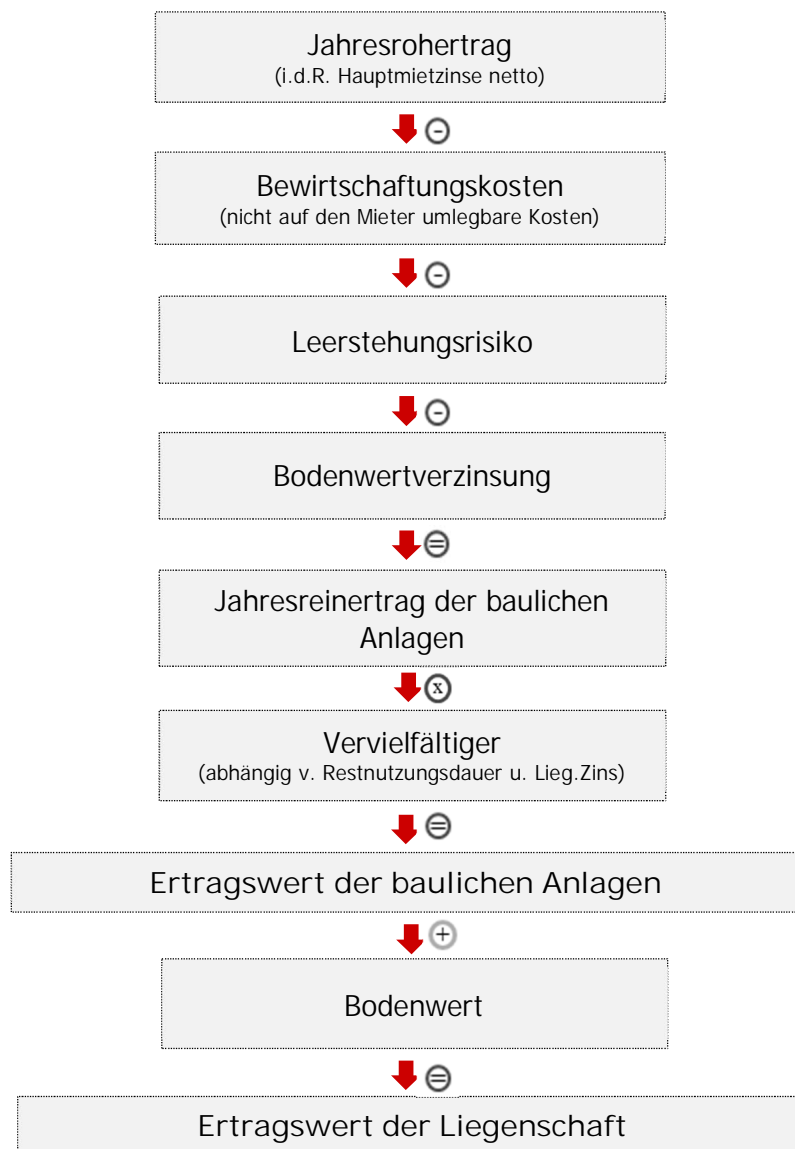 Jahresrohertrag
(i.d.R. Hauptmietzinse netto)
-
Bewirtschaftungskosten
(nicht auf den Mieter umlegbare Kosten)
-
Leerstehungsrisiko
-
Bodenwertverzinsung
=
Jahresreinertrag der baulichen
Anlagen
x
Vervielfältiger
(abhängig v. Restnutzungsdauer u. Lieg.Zins)
=
Ertragswert der baulichen Anlagen
+
Bodenwert
=
Ertragswert der Liegenschaft